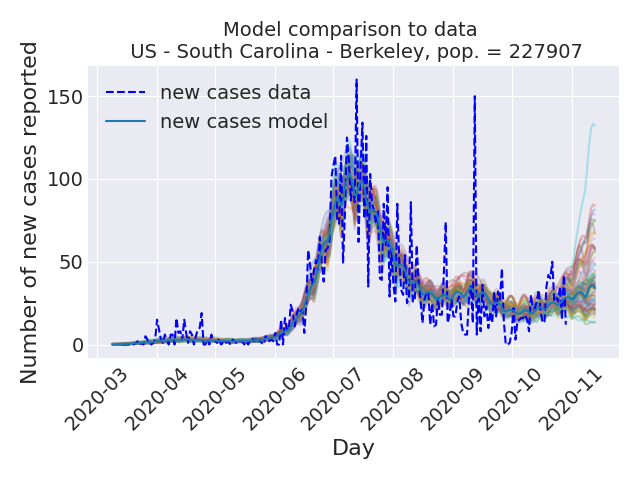 Model comparison to data
US - South Carolina - Berkeley, pop. = 227907
Number of new cases reported
new cases data
new cases model
150
100
50
0
2020-03
2020-04
2020-05
2020-06
2020-07
2020-08
2020-09
2020-10
2020-11
Day